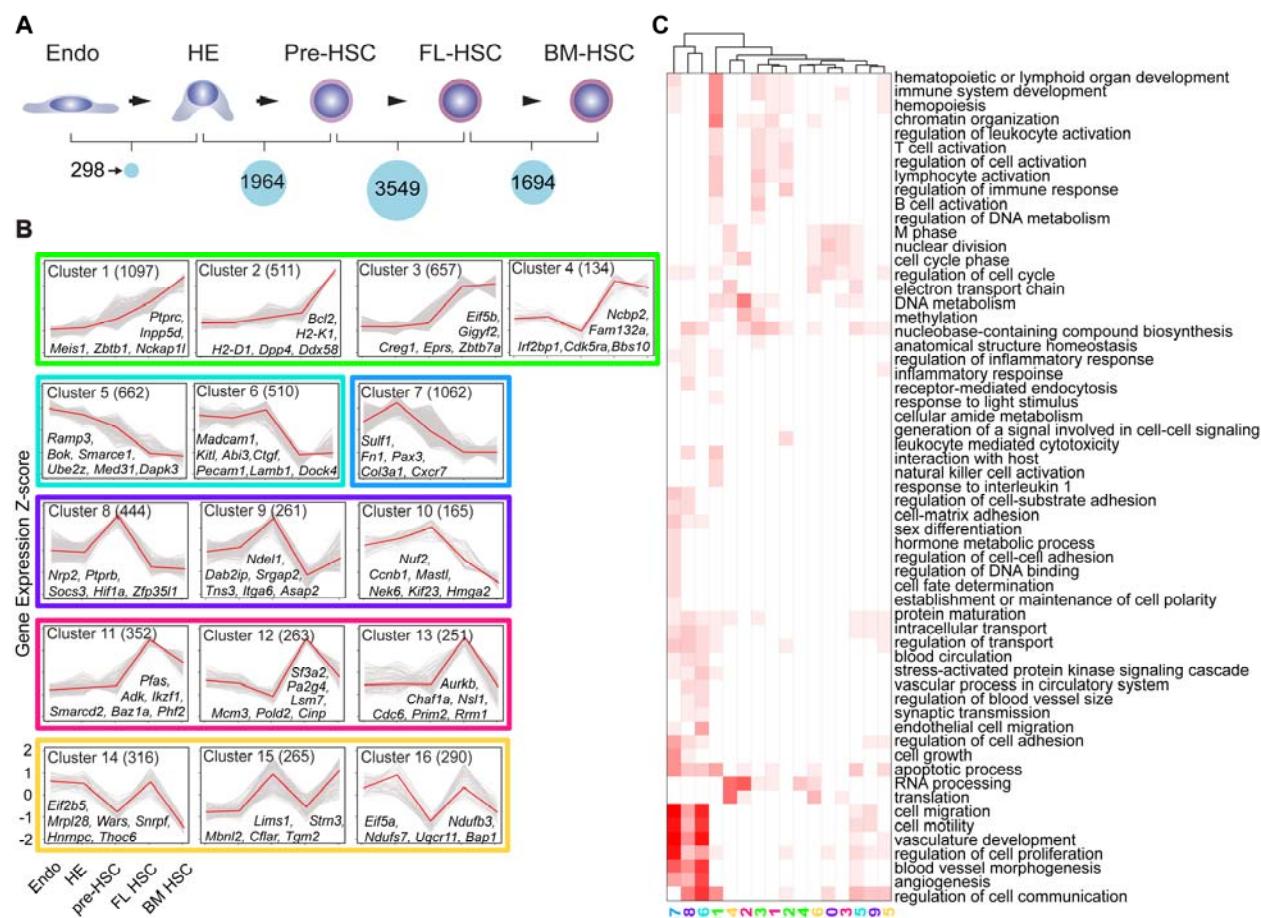 A
Endo
HE
Pre-HSC
FL-HSC
BM-HSC
298
1964
3549
1694
B
Gene Expression Z-score
Cluster 1 (1097)
Ptprc,
Inpp5d,
Meis1, Zbtb1, Nckap1l
Cluster 2 (511)
Bcl2,
H2-K1,
H2-D1, Dpp4, Ddx58
Cluster 3 (657)
Eif5b,
Gigyf2,
Creg1, Eprs, Zbtb7a
Cluster 4 (134)
Ncbp2,
Fam132a,
Irf2bp1,Cdk5ra,Bbs10
Cluster 5 (662)
Ramp3,
Bok, Smarce1,
Ube2z, Med31,Dapk3
Cluster 6 (510)
Madcam1,
Kitl, Abi3,Ctgf,
Pecam1,Lamb1, Dock4
Cluster 7 (1062)
Sulf1,
Fn1, Pax3,
Col3a1, Cxcr7
Cluster 8 (444)
Nrp2, Ptprb,
Socs3, Hif1a, Zfp35l1
Cluster 9 (261)
Ndel1,
Dab2ip, Srgap2,
Tns3, Itga6, Asap2
Cluster 10 (165)
Nuf2,
Ccnb1, Mastl,
Nek6, Kif23, Hmga2
Cluster 11 (352)
Pfas,
Adk, Ikzf1,
Smarcd2, Baz1a, Phf2
Cluster 12 (263)
Sf3a2,
Pa2g4,
Lsm7,
Mcm3, Pold2, Cinp
Cluster 13 (251)
Aurkb,
Chaf1a, Nsl1,
Cdc6, Prim2, Rrm1
Cluster 14 (316)
Eif2b5,
Mrpl28, Wars, Snrpf,
Hnrnpc, Thoc6
Cluster 15 (265)
Lims1, Strn3,
Mbnl2, Cflar, Tgm2
Cluster 16 (290)
Eif5a, Ndufb3,
Ndufs7, Uqcr11, Bap1
2
1
0
-1
-2
Endo
HE
pre-HSC
FL HSC
BM HSC
C
hematopoietic or lymphoid organ development
immune system development
hemopoiesis
chromatin organization
regulation of leukocyte activation
T cell activation
regulation of cell activation
lymphocyte activation
regulation of immune response
B cell activation
regulation of DNA metabolism
M phase
nuclear division
cell cycle phase
regulation of cell cycle
electron transport chain
DNA metabolism
methylation
nucleobase-containing compound biosynthesis
anatomical structure homeostasis
regulation of inflammatory response
inflammatory respoinse
receptor-mediated endocytosis
response to light stimulus
cellular amide metabolism
generation of a signal involved in cell-cell signaling
leukocyte mediated cytotoxicity
interaction with host
natural killer cell activation
response to interleukin 1
regulation of cell-substrate adhesion
cell-matrix adhesion
sex differentiation
hormone metabolic process
regulation of cell-cell adhesion
regulation of DNA binding
cell fate determination
establishment or maintenance of cell polarity
protein maturation
intracellular transport
regulation of transport
blood circulation
stress-activated protein kinase signaling cascade
vascular process in circulatory system
regulation of blood vessel size
synaptic transmission
endothelial cell migration
regulation of cell adhesion
cell growth
apoptotic process
RNA processing
translation
cell migration
cell motility
vasculature development
regulation of cell proliferation
blood vessel morphogenesis
angiogenesis
regulation of cell communication
7 8 6 1 4 2 3 1 2 4 6 0 3 5 9 5